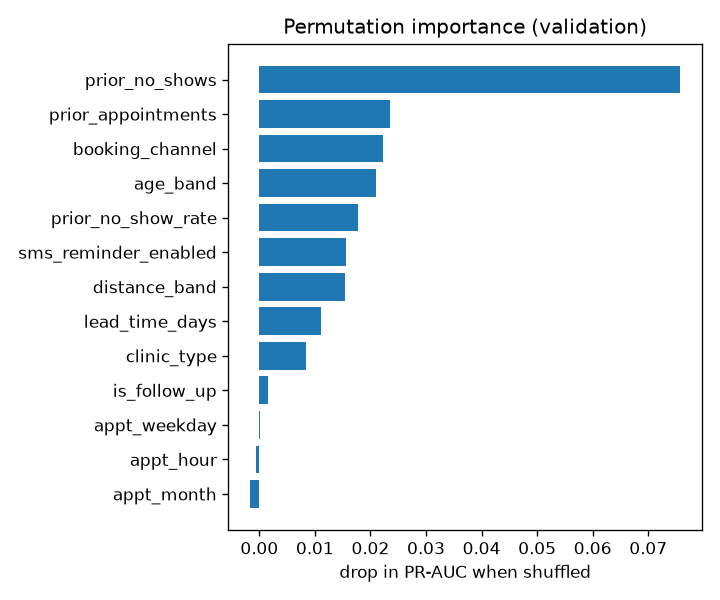 Permutation importance (validation)
prior_no_shows
prior_appointments
booking_channel
age_band
prior_no_show_rate
sms_reminder_enabled
distance_band
lead_time_days
clinic_type
is_follow_up
appt_weekday
appt_hour
appt_month
0.00 0.01 0.02 0.03 0.04 0.05 0.06 0.07
drop in PR-AUC when shuffled